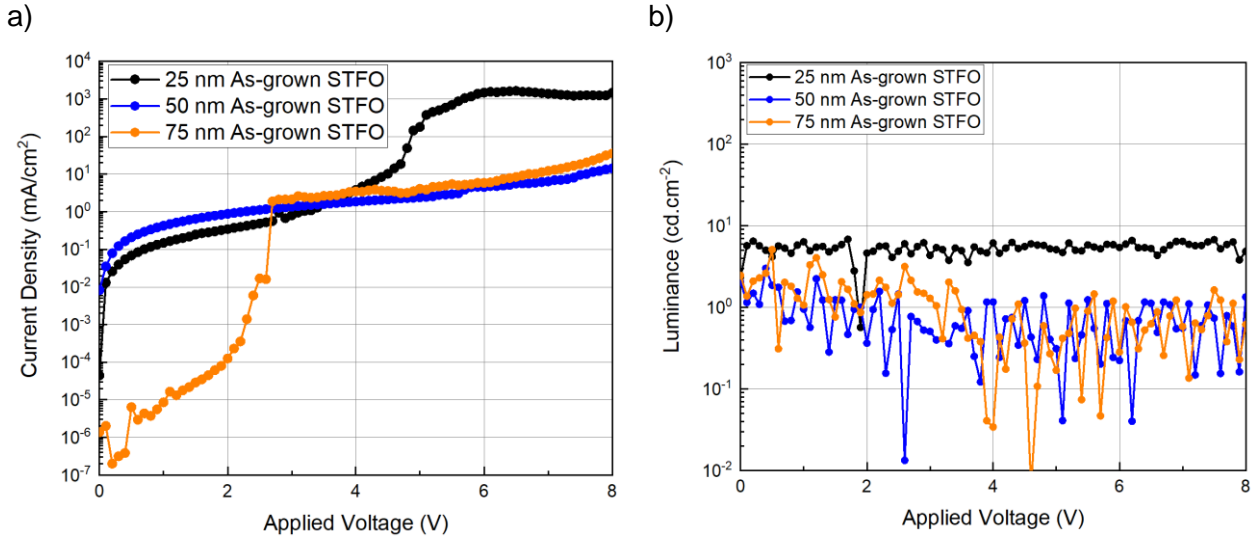 a)
10^4
10^3
10^2
10^1
10^0
10^-1
10^-2
10^-3
10^-4
10^-5
10^-6
10^-7
Current Density (mA/cm^2)
25 nm As-grown STFO
50 nm As-grown STFO
75 nm As-grown STFO
0 2 4 6 8
Applied Voltage (V)
b)
10^3
10^2
10^1
10^0
10^-1
10^-2
Luminance (cd.cm^-2)
25 nm As-grown STFO
50 nm As-grown STFO
75 nm As-grown STFO
0 2 4 6 8
Applied Voltage (V)